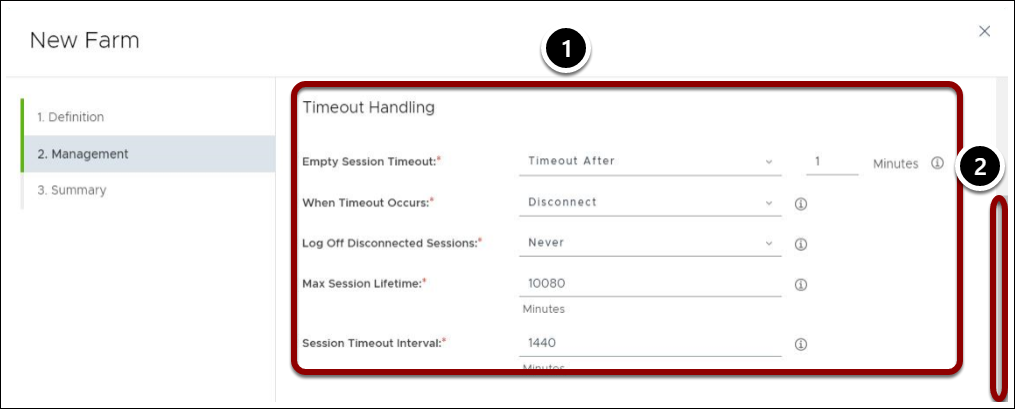 New Farm
1
1. Definition
2. Management
3. Summary
Timeout Handling
Empty Session Timeout:* Timeout After 1 Minutes
2
When Timeout Occurs:* Disconnect
Log Off Disconnected Sessions:* Never
Max Session Lifetime:* 10080
Minutes
Session Timeout Interval:* 1440
Minutes